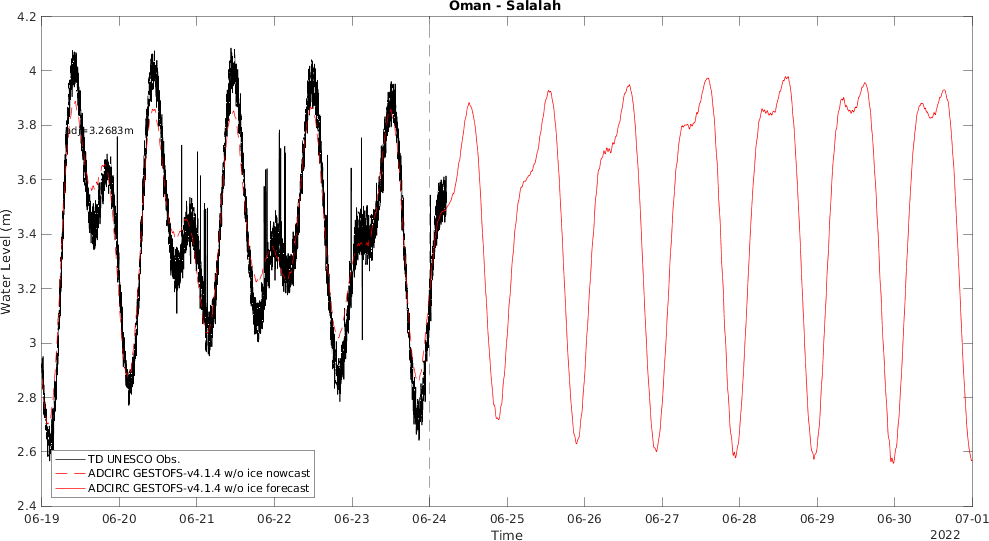 Oman - Salalah
4.2
4
3.8
3.6
3.4
3.2
3
2.8
2.6
2.4
Water Level (m)
adj=3.2683m
TD UNESCO Obs.
ADCIRC GESTOFS-v4.1.4 w/o ice nowcast
ADCIRC GESTOFS-v4.1.4 w/o ice forecast
06-19 06-20 06-21 06-22 06-23 06-24 06-25 06-26 06-27 06-28 06-29 06-30 07-01
Time
2022